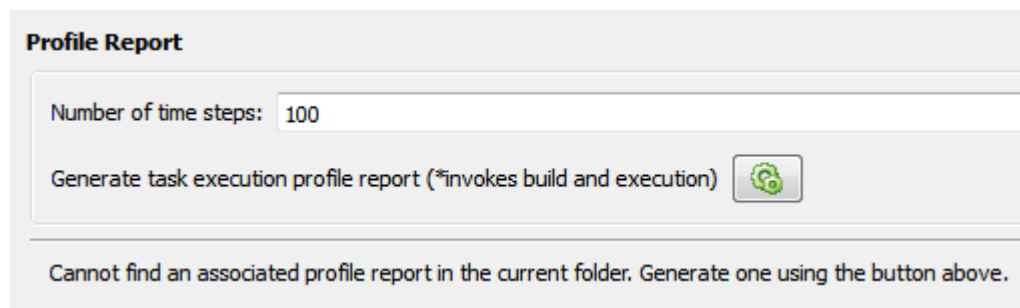 Profile Report
Number of time steps: 100
Generate task execution profile report (*invokes build and execution)
Cannot find an associated profile report in the current folder. Generate one using the button above.